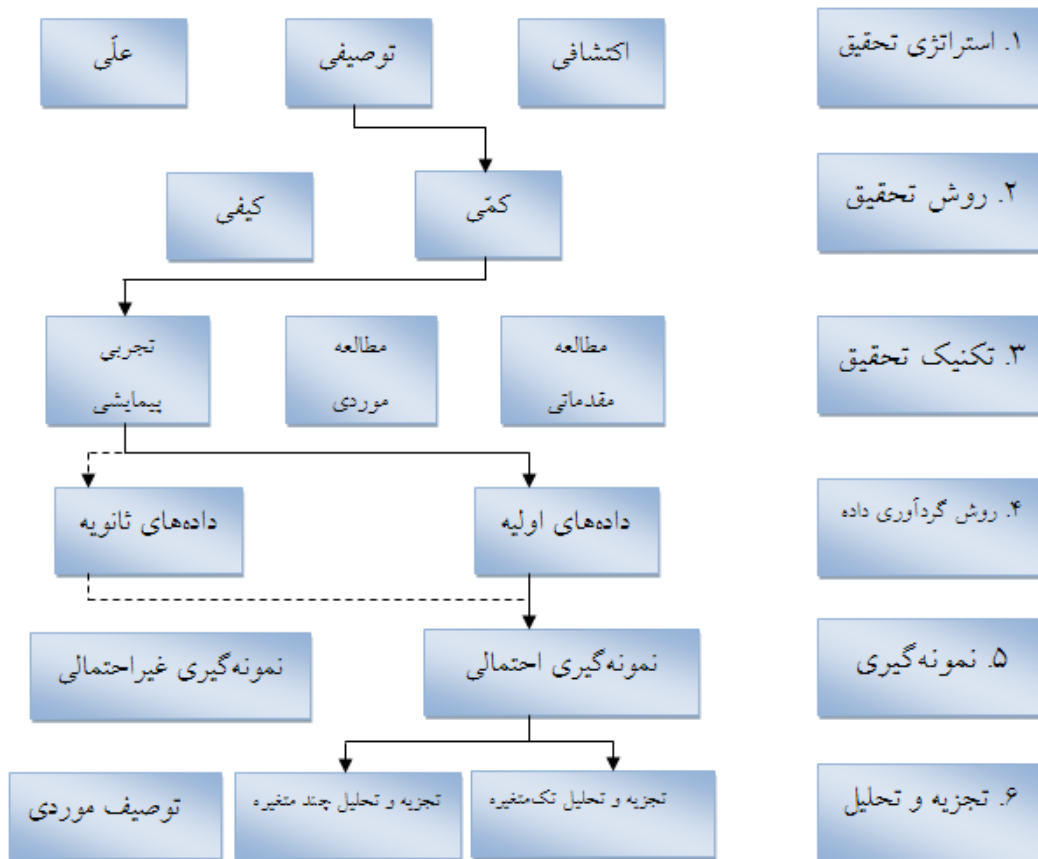 ۱. استراتژی تحقیق
اکتشافی
توصیفی
علّی
۲. روش تحقیق
کمّی
کیفی
۳. تکنیک تحقیق
مطالعه
مقدماتی
مطالعه
موردی
تجربی
پیمایشی
۴. روش گردآوری داده
داده‌های اولیه
داده‌های ثانویه
۵. نمونه‌گیری
نمونه‌گیری احتمالی
نمونه‌گیری غیراحتمالی
۶. تجزیه و تحلیل
تجزیه و تحلیل تک‌متغیره
تجزیه و تحلیل چند متغیره
توصیف موردی